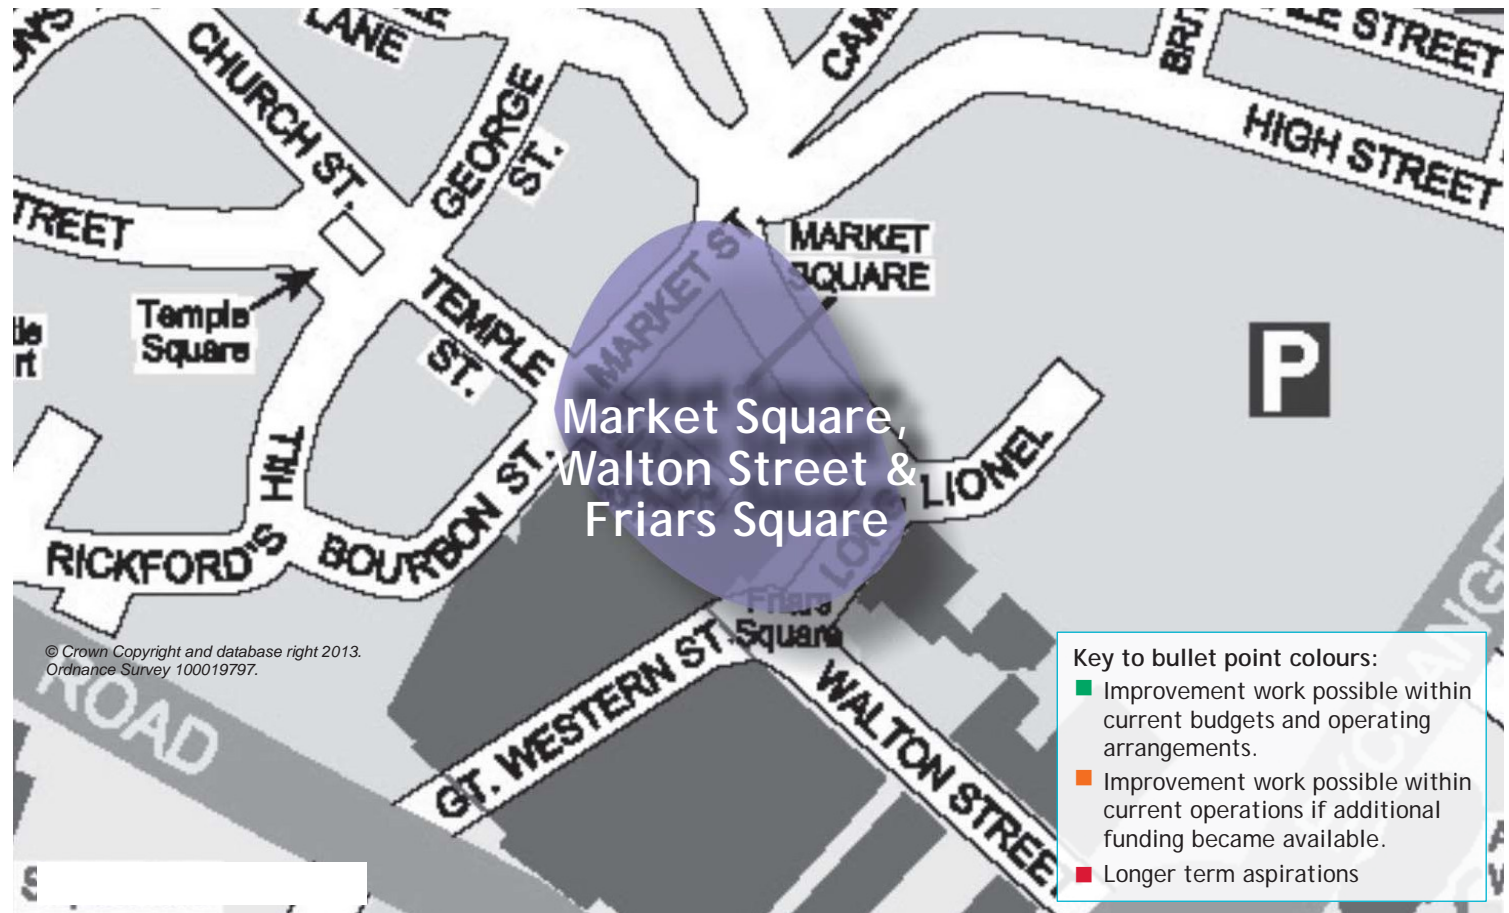 LANE
CHURCH ST.
GEORGE
ST.
HIGH STREET
STREET
TREET
MARKET ST.
MARKET
SQUARE
Temple
Square
TEMPLE
ST.
P
Market Square,
Walton Street &
Friars Square
LONG LIONEL
HILL
RICKFORD'S
BOURBON ST.
Friars
Square
© Crown Copyright and database right 2013.
Ordnance Survey 100019797.
ROAD
GT. WESTERN ST.
WALTON STREET
Key to bullet point colours:
Improvement work possible within
current budgets and operating
arrangements.
Improvement work possible within
current operations if additional
funding became available.
Longer term aspirations